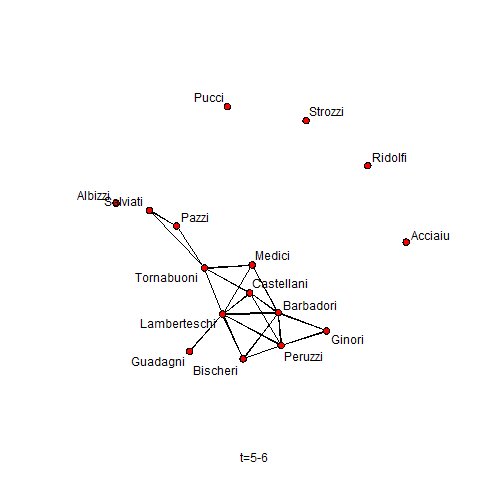 Pucci
Strozzi
Ridolfi
Albizzi
Salviati
Pazzi
Acciaiu
Medici
Tornabuoni
Castellani
Barbadori
Lamberteschi
Ginori
Guadagni
Peruzzi
Bischeri
t=5-6